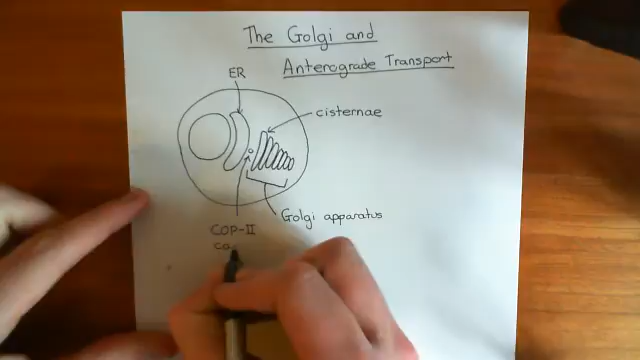 The Golgi and
Anterograde Transport
ER
cisternae
Golgi apparatus
COP-II